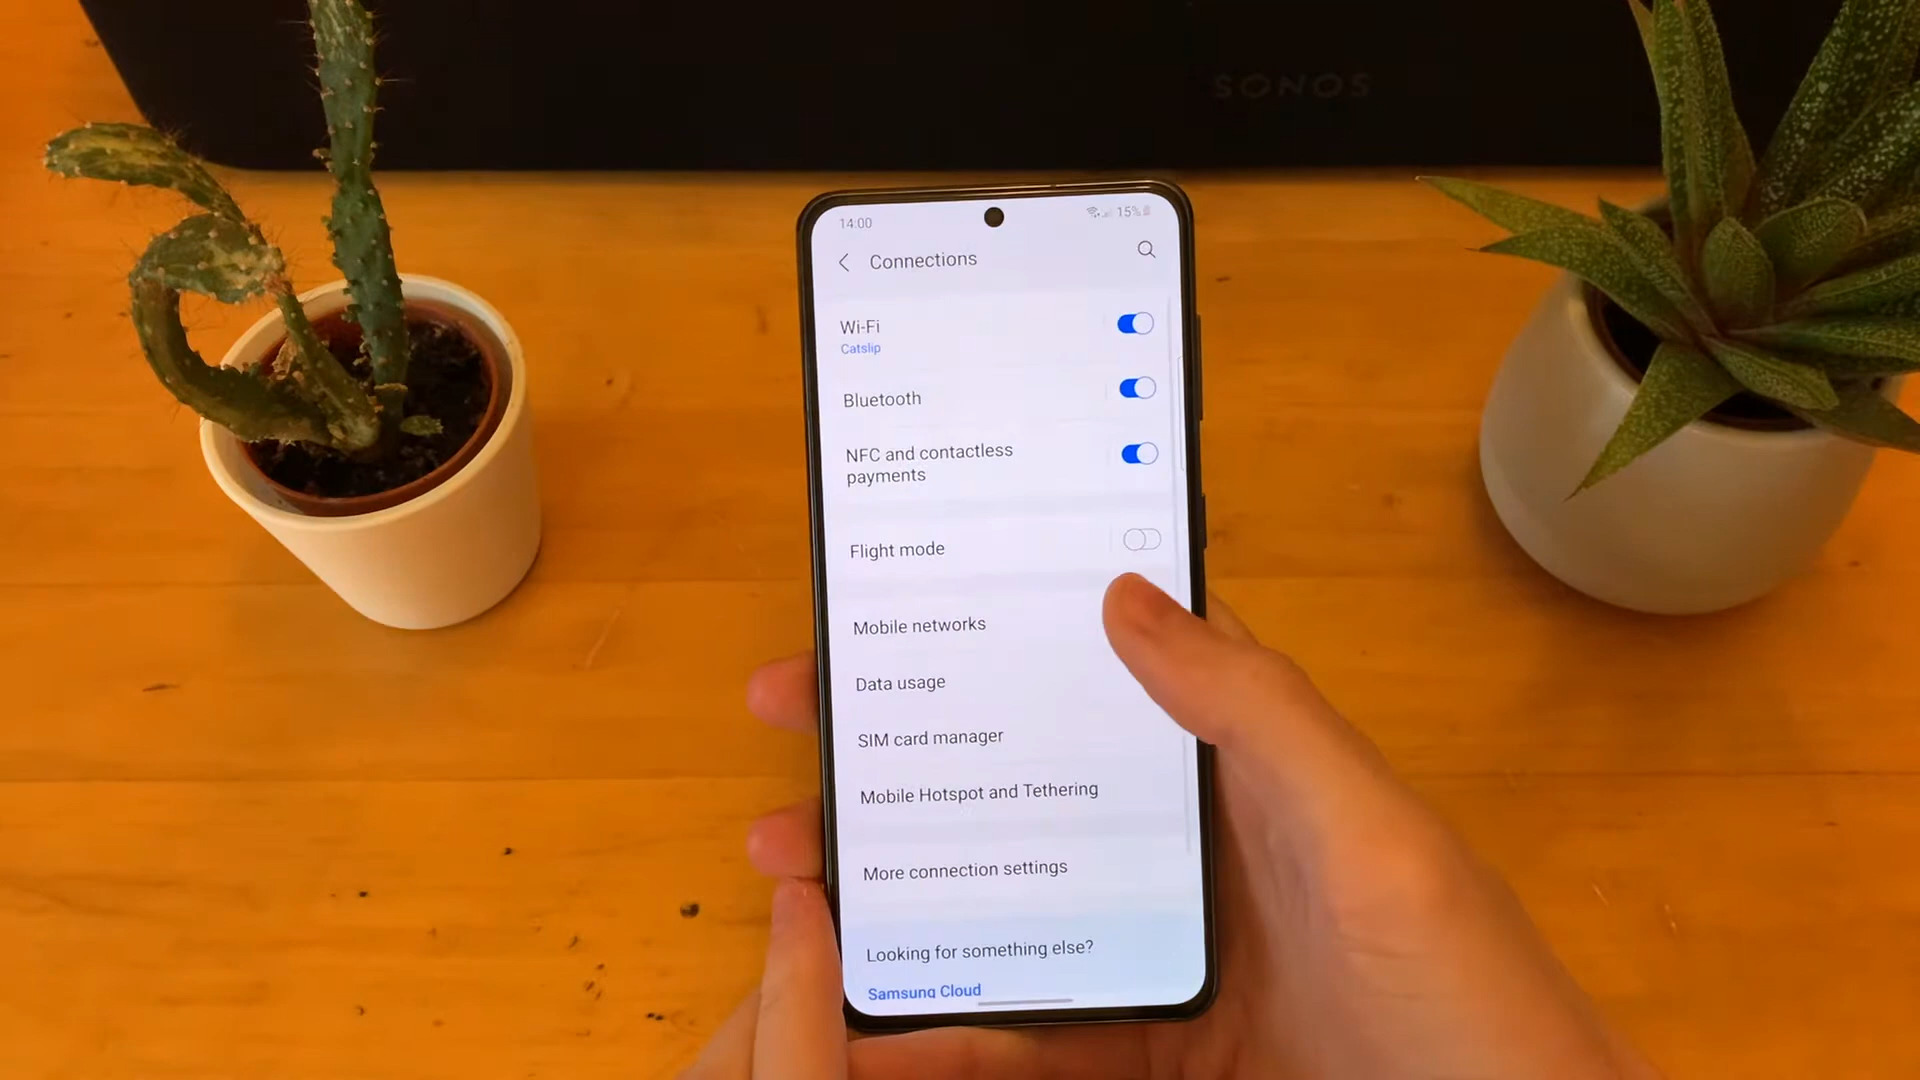 SONOS
14:00
15%
Connections
Wi-Fi
Catslip
Bluetooth
NFC and contactless
payments
Flight mode
Mobile networks
Data usage
SIM card manager
Mobile Hotspot and Tethering
More connection settings
Looking for something else?
Samsung Cloud